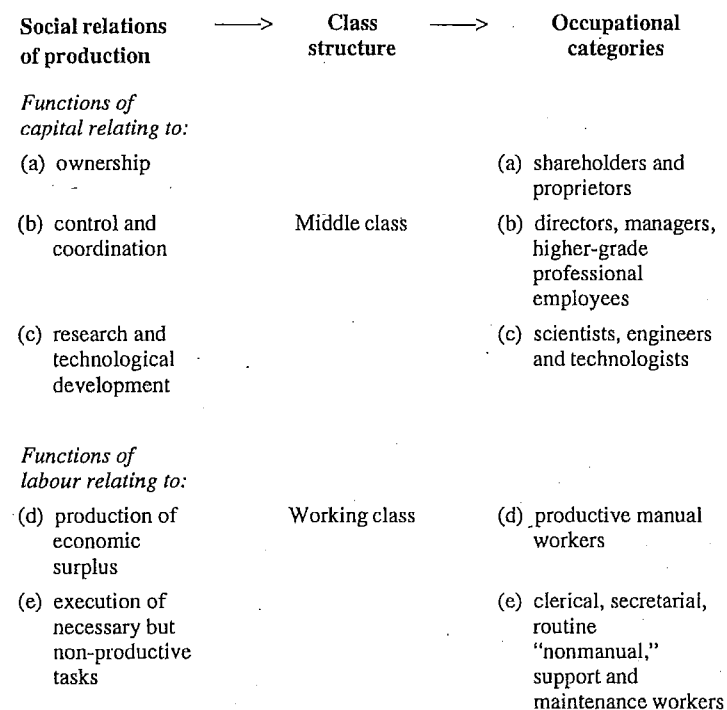 Social relations of production
Class structure
Occupational categories
Functions of capital relating to:
(a) ownership
(a) shareholders and proprietors
(b) control and coordination
Middle class
(b) directors, managers, higher-grade professional employees
(c) research and technological development
(c) scientists, engineers and technologists
Functions of labour relating to:
(d) production of economic surplus
Working class
(d) productive manual workers
(e) execution of necessary but non-productive tasks
(e) clerical, secretarial, routine "nonmanual," support and maintenance workers